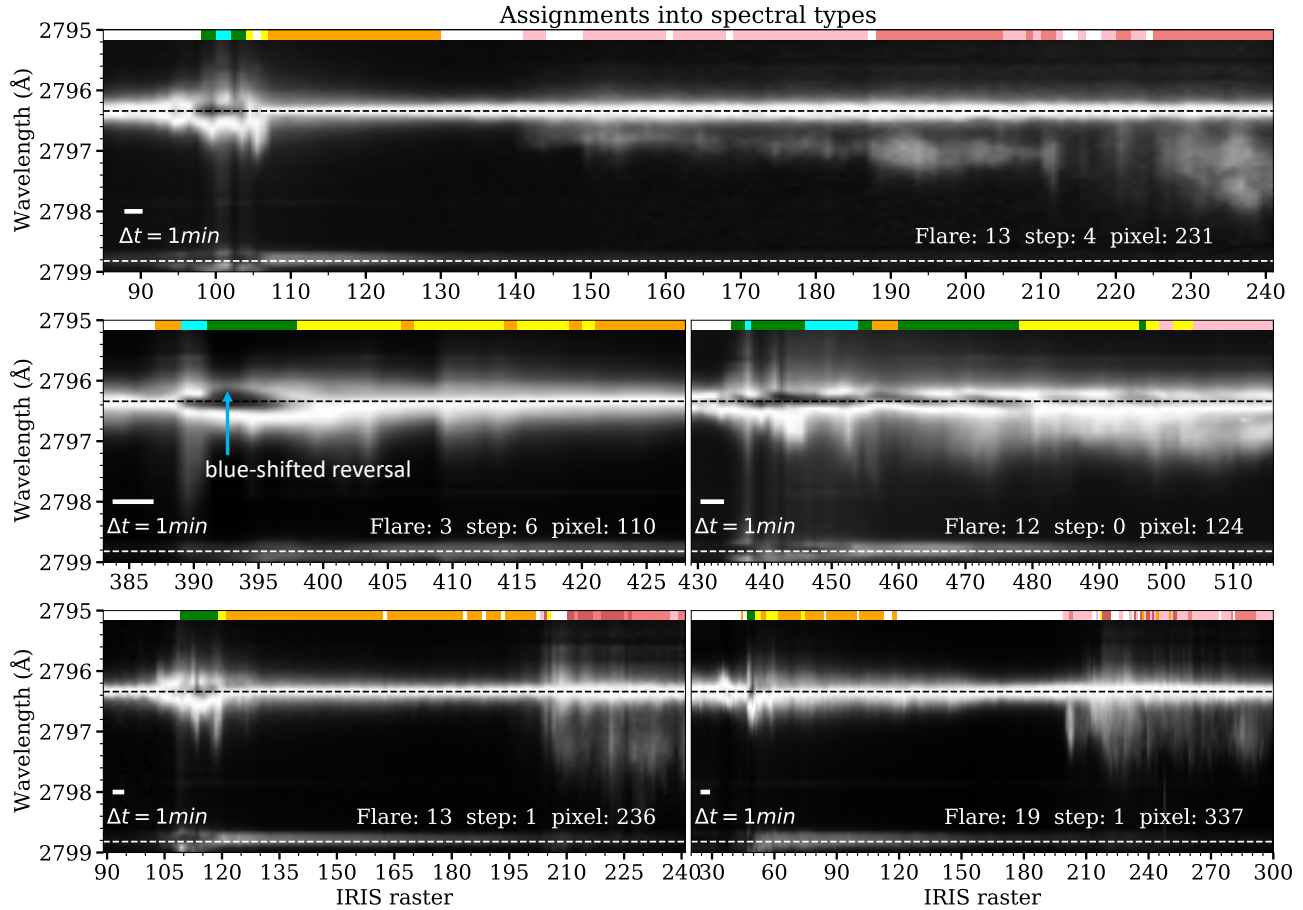 Assignments into spectral types
2795
2796
2797
2798
2799
Wavelength (Å)
Δt = 1min
Flare: 13 step: 4 pixel: 231
90 100 110 120 130 140 150 160 170 180 190 200 210 220 230 240
2795
2796
2797
2798
2799
Wavelength (Å)
blue-shifted reversal
Δt = 1min
Flare: 3 step: 6 pixel: 110
Δt = 1min
Flare: 12 step: 0 pixel: 124
385 390 395 400 405 410 415 420 425 430 440 450 460 470 480 490 500 510
2795
2796
2797
2798
2799
Wavelength (Å)
Δt = 1min
Flare: 13 step: 1 pixel: 236
Δt = 1min
Flare: 19 step: 1 pixel: 337
90 105 120 135 150 165 180 195 210 225 30 60 90 120 150 180 210 240 270 300
IRIS raster IRIS raster